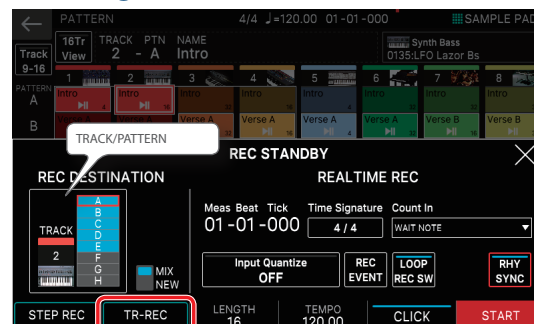 PATTERN 4/4 ♩=120.00 01-01-000 SAMPLE PAD
Track 9-16
16Tr View
TRACK PTN NAME
2 - A Intro
Synth Bass
0135:LFO Lazor Bs
1 2 3 4 5 6 7 8
PATTERN
A Intro Intro Intro Intro Intro Intro Intro Intro
B Verse A Verse A Verse A Verse A Verse B Verse B
TRACK/PATTERN
REC STANDBY
REC DESTINATION
REALTIME REC
TRACK
2
A
B
C
D
E
F
G
H
MIX
NEW
Meas Beat Tick Time Signature Count In
01-01-000 4 / 4 WAIT NOTE
Input Quantize
OFF
REC
EVENT
LOOP
REC SW
RHY
SYNC
STEP REC TR-REC LENGTH
16 TEMPO
120.00 CLICK START